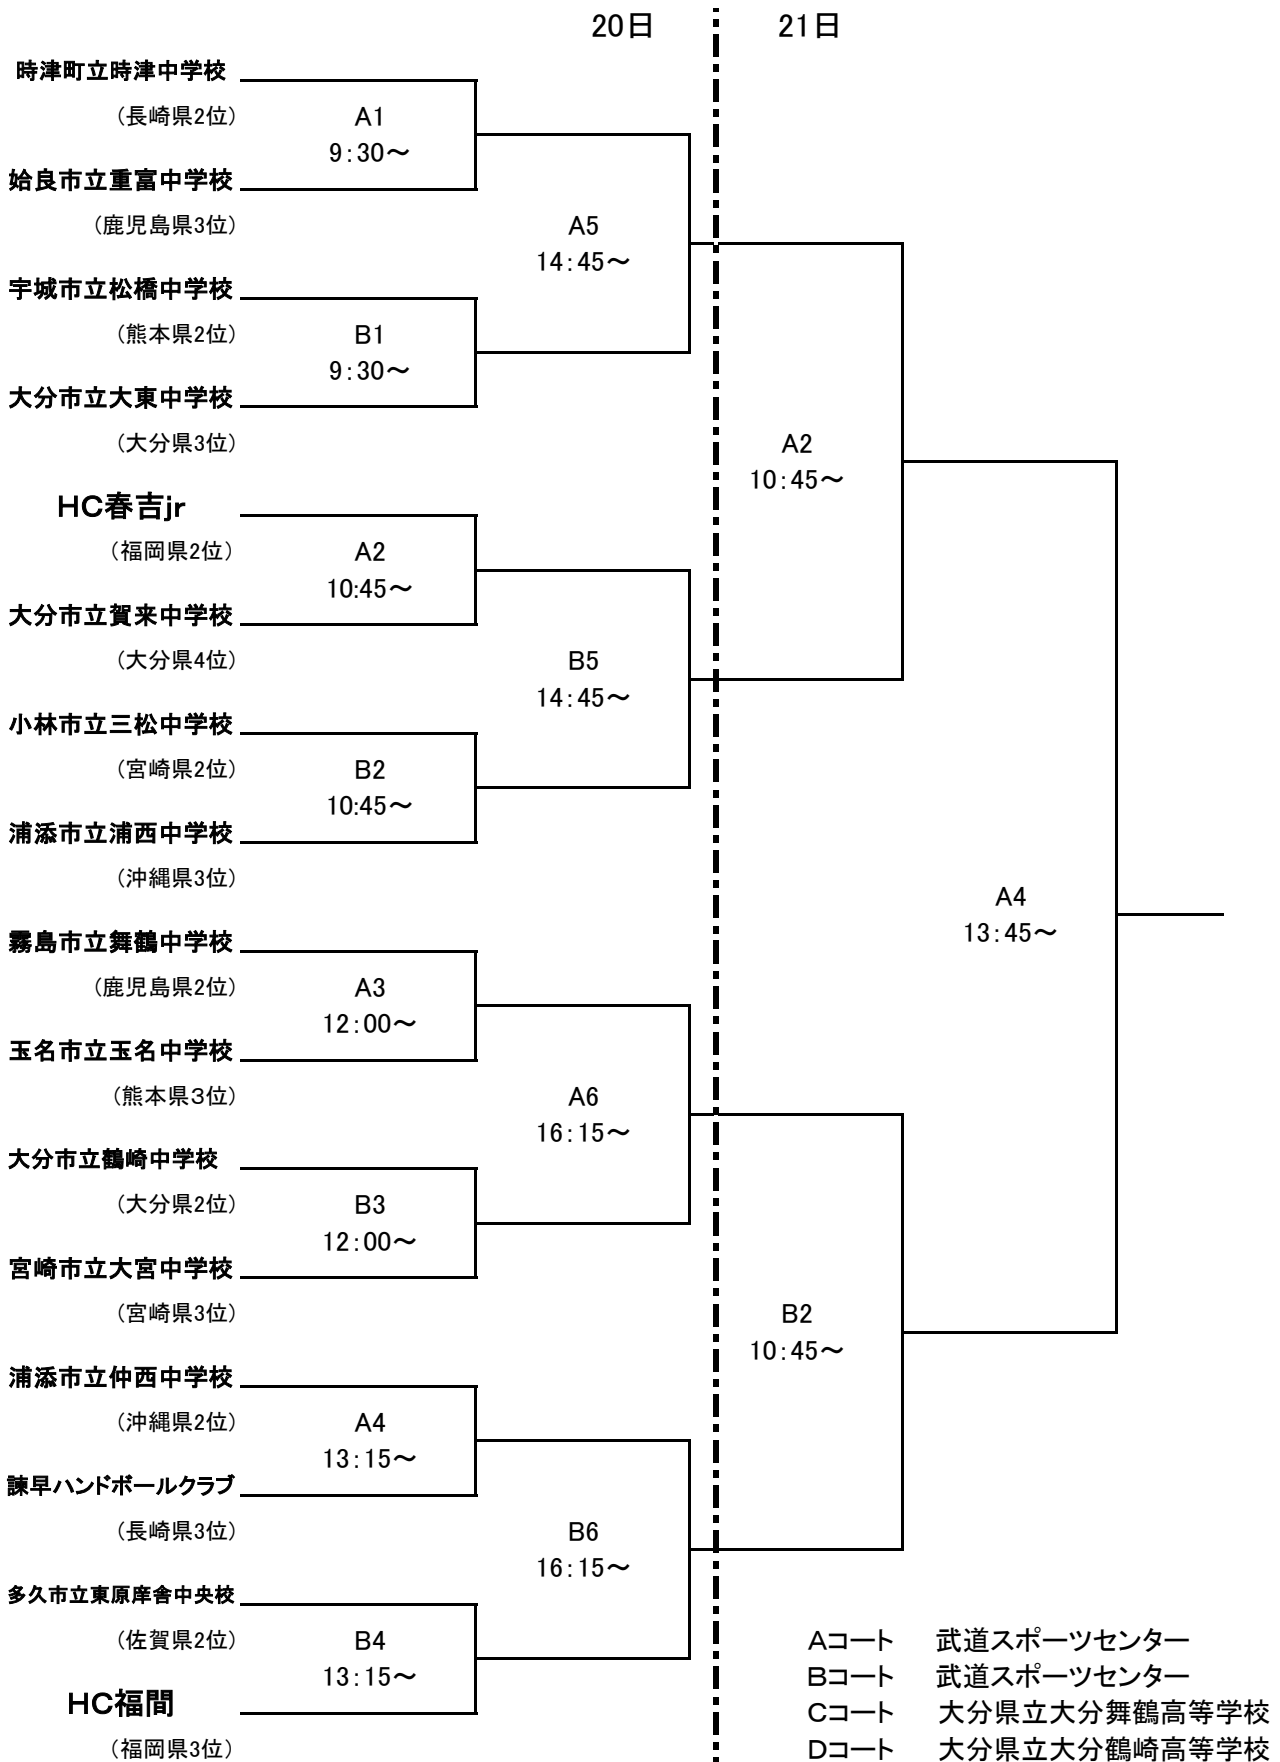 20日 21日
時津町立時津中学校
(長崎県2位)
A1
9:30～
姶良市立重富中学校
(鹿児島県3位)
A5
14:45～
宇城市立松橋中学校
(熊本県2位)
B1
9:30～
大分市立大東中学校
(大分県3位)
A2
10:45～
HC春吉jr
(福岡県2位)
A2
10:45～
大分市立賀来中学校
(大分県4位)
B5
14:45～
小林市立三松中学校
(宮崎県2位)
B2
10:45～
浦添市立浦西中学校
(沖縄県3位)
A4
13:45～
霧島市立舞鶴中学校
(鹿児島県2位)
A3
12:00～
玉名市立玉名中学校
(熊本県３位)
A6
16:15～
大分市立鶴崎中学校
(大分県2位)
B3
12:00～
宮崎市立大宮中学校
(宮崎県3位)
B2
10:45～
浦添市立仲西中学校
(沖縄県2位)
A4
13:15～
諫早ハンドボールクラブ
(長崎県3位)
B6
16:15～
多久市立東原庠舎中央校
(佐賀県2位)
B4
13:15～
HC福間
(福岡県3位)
Aコート 武道スポーツセンター
Bコート 武道スポーツセンター
Cコート 大分県立大分舞鶴高等学校
Dコート 大分県立大分鶴崎高等学校